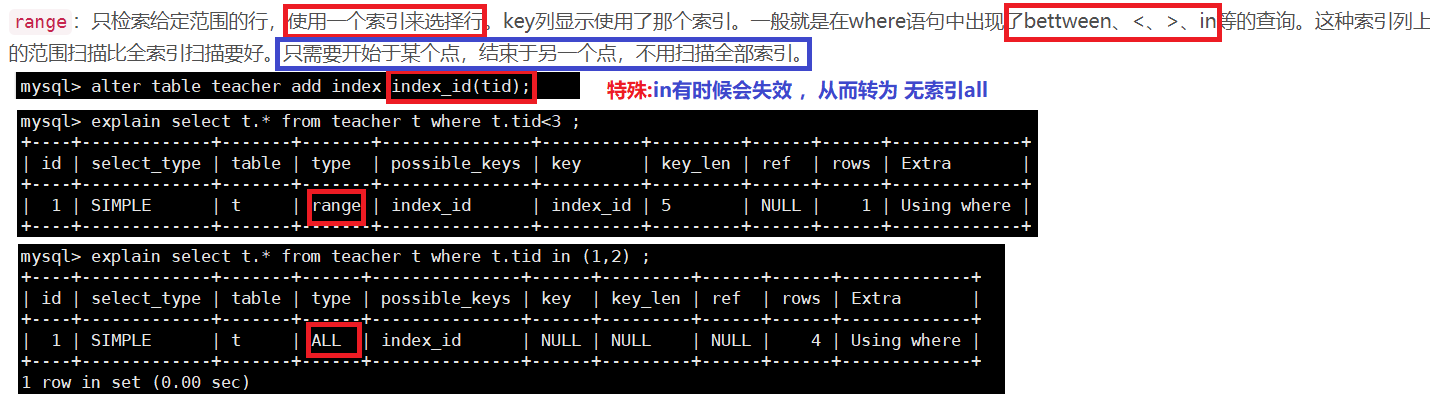 range：只检索给定范围的行，使用一个索引来选择行。key列显示使用了那个索引。一般就是在where语句中出现了bettween、<、>、in等的查询。这种索引列上
的范围扫描比全索引扫描要好。只需要开始于某个点，结束于另一个点，不用扫描全部索引。
mysql> alter table teacher add index index_id(tid);
特殊:in有时候会失效 ，从而转为 无索引all
mysql> explain select t.* from teacher t where t.tid<3 ;
+----+-------------+-------+-------+---------------+----------+---------+------+------+-------------+
| id | select_type | table | type  | possible_keys | key      | key_len | ref  | rows | Extra       |
+----+-------------+-------+-------+---------------+----------+---------+------+------+-------------+
|  1 | SIMPLE      | t     | range | index_id      | index_id | 5       | NULL |    1 | Using where |
+----+-------------+-------+-------+---------------+----------+---------+------+------+-------------+
mysql> explain select t.* from teacher t where t.tid in (1,2) ;
+----+-------------+-------+------+---------------+------+---------+------+------+-------------+
| id | select_type | table | type | possible_keys | key  | key_len | ref  | rows | Extra       |
+----+-------------+-------+------+---------------+------+---------+------+------+-------------+
|  1 | SIMPLE      | t     | ALL  | index_id      | NULL | NULL    | NULL |    4 | Using where |
+----+-------------+-------+------+---------------+------+---------+------+------+-------------+
1 row in set (0.00 sec)